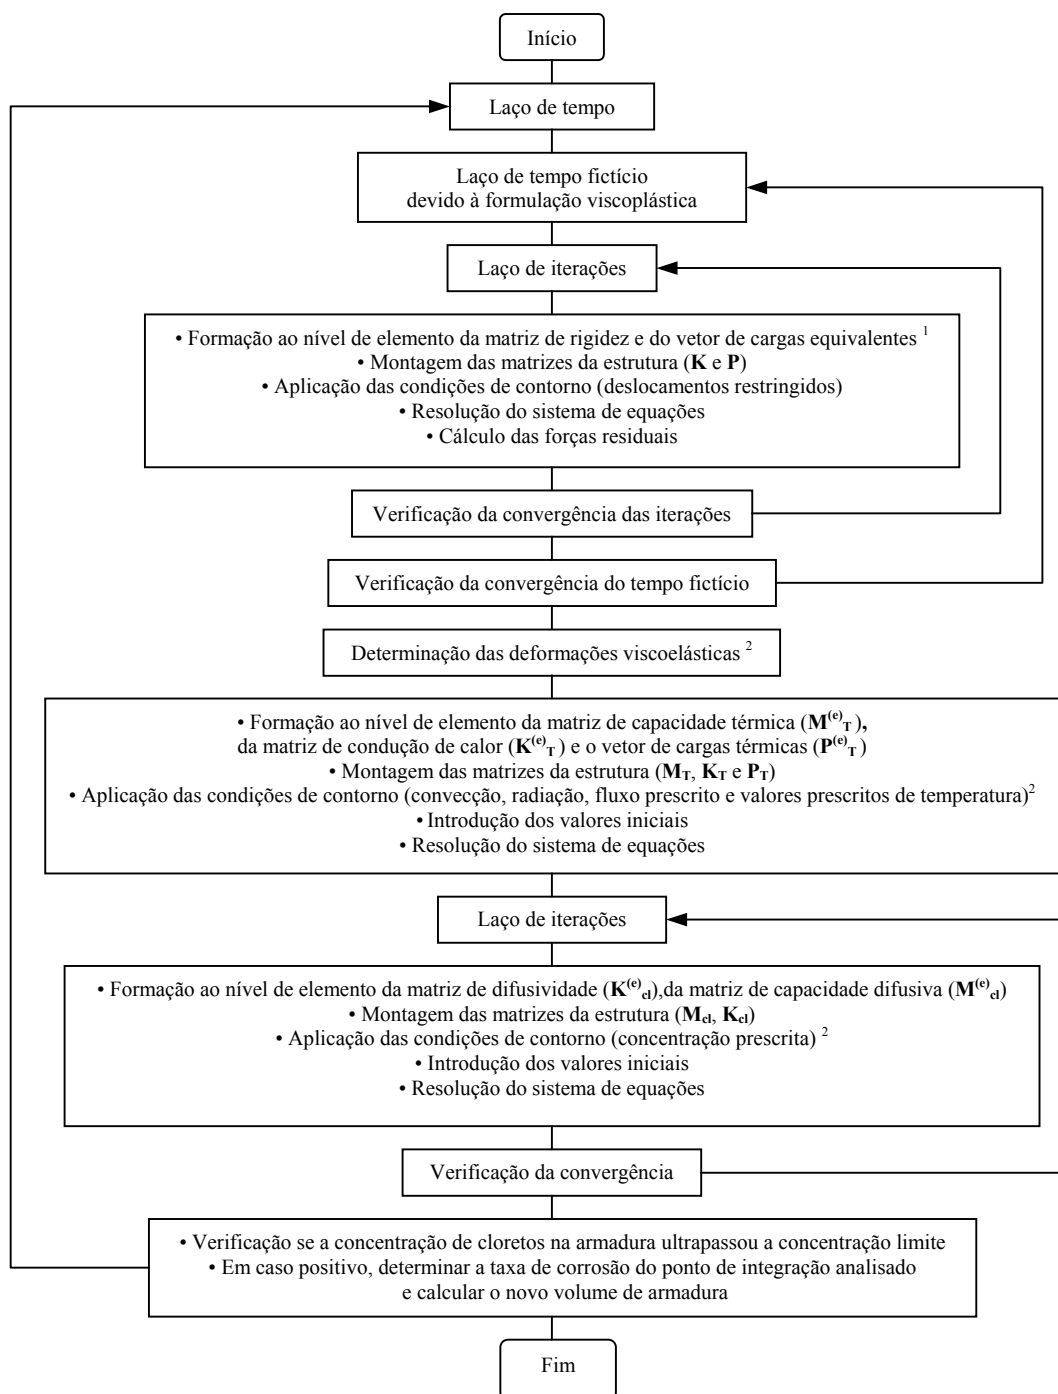 Início
Laço de tempo
Laço de tempo fictício
devido à formulação viscoplástica
Laço de iterações
• Formação ao nível de elemento da matriz de rigidez e do vetor de cargas equivalentes ¹
• Montagem das matrizes da estrutura (K e P)
• Aplicação das condições de contorno (deslocamentos restringidos)
• Resolução do sistema de equações
• Cálculo das forças residuais
Verificação da convergência das iterações
Verificação da convergência do tempo fictício
Determinação das deformações viscoelásticas ²
• Formação ao nível de elemento da matriz de capacidade térmica (M⁽ᵉ⁾T),
da matriz de condução de calor (K⁽ᵉ⁾T) e o vetor de cargas térmicas (P⁽ᵉ⁾T)
• Montagem das matrizes da estrutura (MT, KT e PT)
• Aplicação das condições de contorno (convecção, radiação, fluxo prescrito e valores prescritos de temperatura)²
• Introdução dos valores iniciais
• Resolução do sistema de equações
Laço de iterações
• Formação ao nível de elemento da matriz de difusividade (K⁽ᵉ⁾cl),da matriz de capacidade difusiva (M⁽ᵉ⁾cl)
• Montagem das matrizes da estrutura (Mcl, Kcl)
• Aplicação das condições de contorno (concentração prescrita) ²
• Introdução dos valores iniciais
• Resolução do sistema de equações
Verificação da convergência
• Verificação se a concentração de cloretos na armadura ultrapassou a concentração limite
• Em caso positivo, determinar a taxa de corrosão do ponto de integração analisado
e calcular o novo volume de armadura
Fim